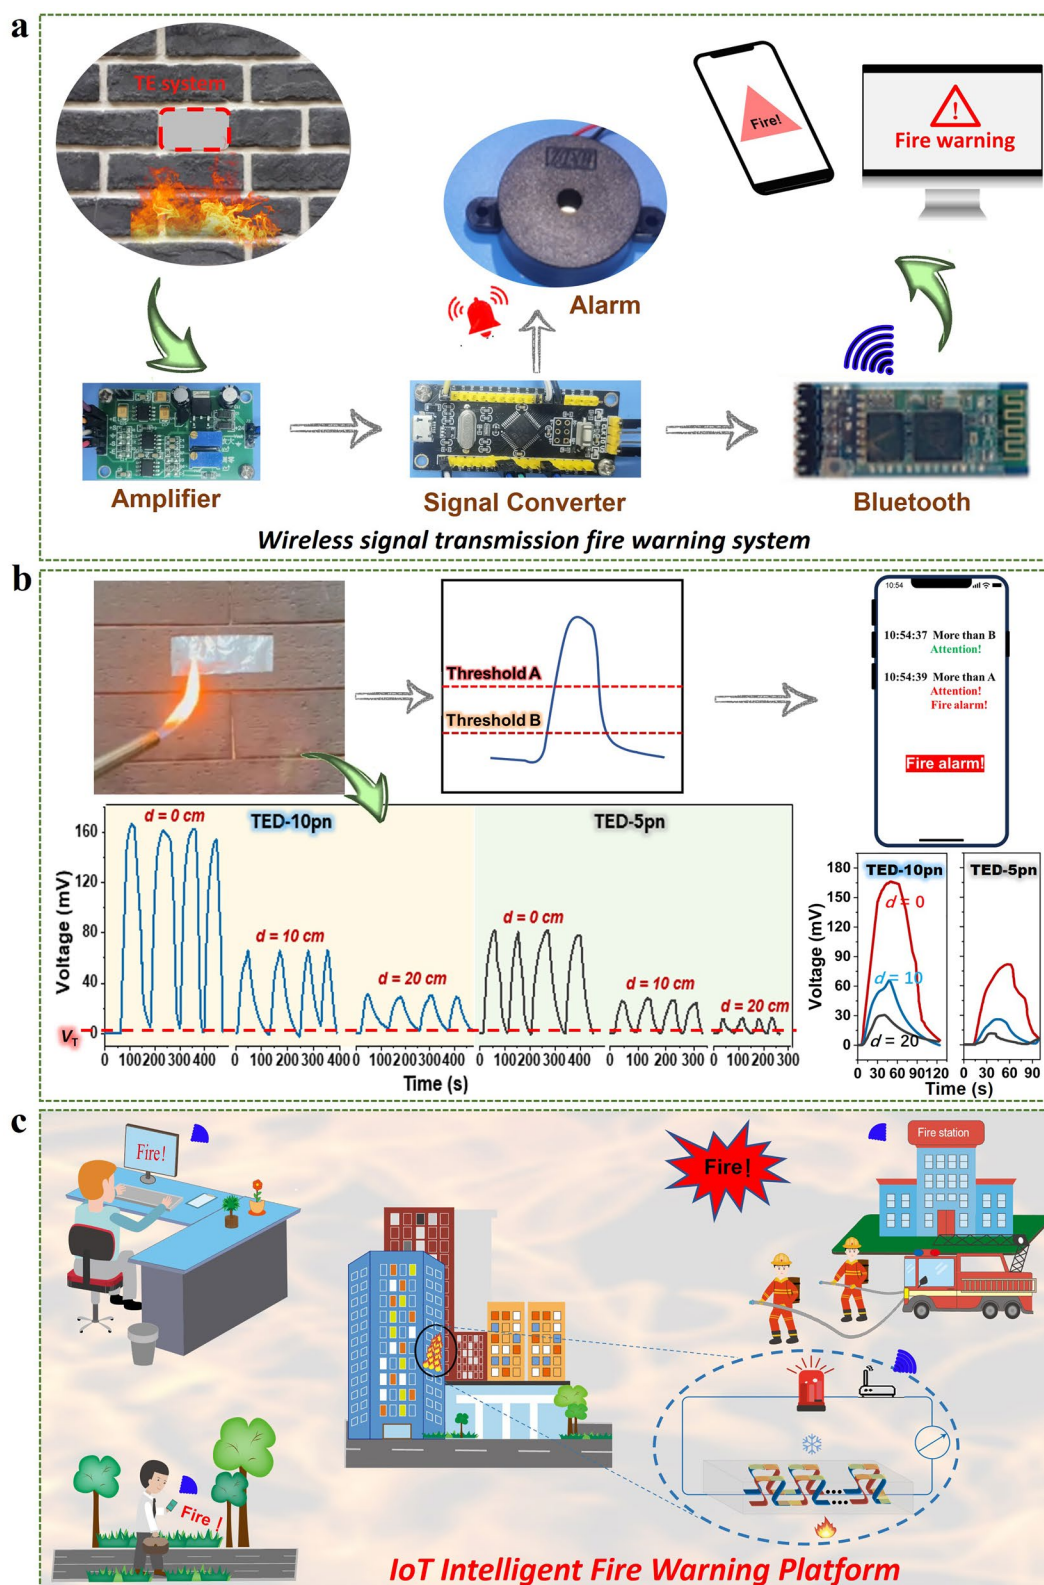 a
TE system
Fire!
!
Fire warning
Alarm
Amplifier
Signal Converter
Bluetooth
Wireless signal transmission fire warning system
b
Threshold A
Threshold B
10:54
10:54:37 More than B
Attention!
10:54:39 More than A
Attention!
Fire alarm!
Fire alarm!
Voltage (mV)
160
120
80
40
0
V_T
d = 0 cm
TED-10pn
d = 10 cm
d = 20 cm
TED-5pn
d = 0 cm
d = 10 cm
d = 20 cm
0 100 200 300 400
0 100 200 300 400
0 100 200 300 400
0 100 200 300 400
0 100 200 300
0 100 200 300
Time (s)
Voltage (mV)
180
150
120
90
60
30
0
TED-10pn
d = 0
d = 10
d = 20
TED-5pn
0 30 60 90 120
0 30 60 90
Time (s)
c
Fire!
Fire!
Fire station
Fire!
IoT Intelligent Fire Warning Platform